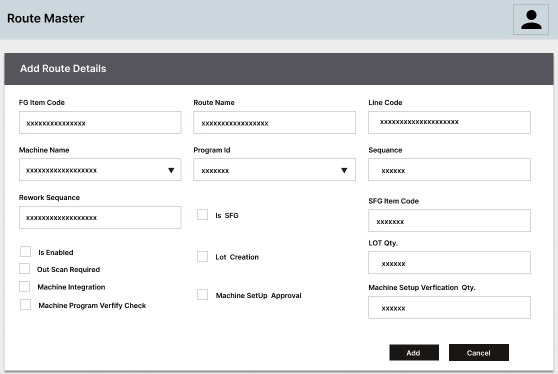 Route Master
Add Route Details
FG Item Code
Route Name
Line Code
xxxxxxxxxxxxxxx
xxxxxxxxxxxxxxxxx
xxxxxxxxxxxxxxxxxxxx
Machine Name
Program Id
Sequance
xxxxxxxxxxxxxxxxxx
xxxxxxx
xxxxxx
Rework Sequance
xxxxxxxxxxxxxxxxxx
Is SFG
SFG Item Code
xxxxxxx
Is Enabled
Out Scan Required
Machine Integration
Machine Program Verfify Check
Lot Creation
Machine SetUp Approval
LOT Qty.
xxxxxx
Machine Setup Verfication Qty.
xxxxxx
Add
Cancel